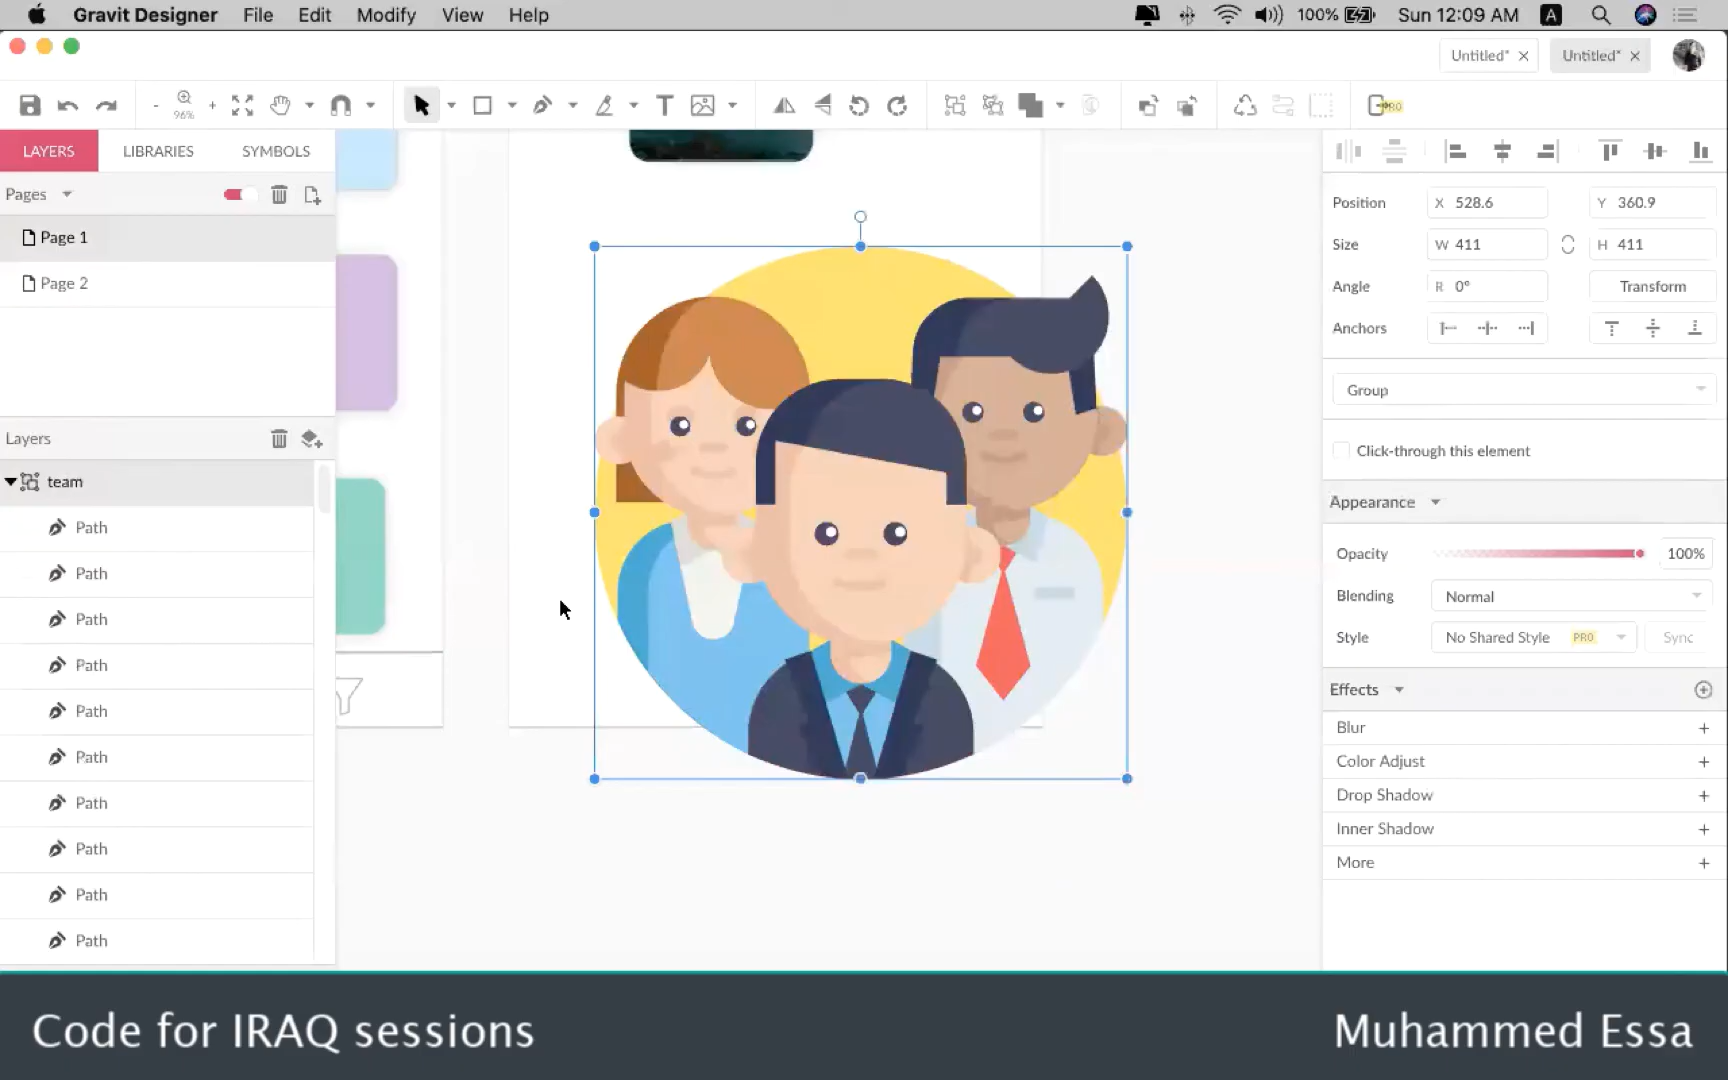 Gravit Designer File Edit Modify View Help 100% Sun 12:09 AM A
Untitled* Untitled*
- 96% + T PRO
LAYERS LIBRARIES SYMBOLS
Pages
Page 1
Page 2
Layers
team
Path
Path
Path
Path
Path
Path
Path
Path
Path
Path
Position X 528.6 Y 360.9
Size W 411 H 411
Angle R 0° Transform
Anchors
Group
Click-through this element
Appearance
Opacity 100%
Blending Normal
Style No Shared Style PRO Sync
Effects
Blur +
Color Adjust +
Drop Shadow +
Inner Shadow +
More +
Code for IRAQ sessions Muhammed Essa